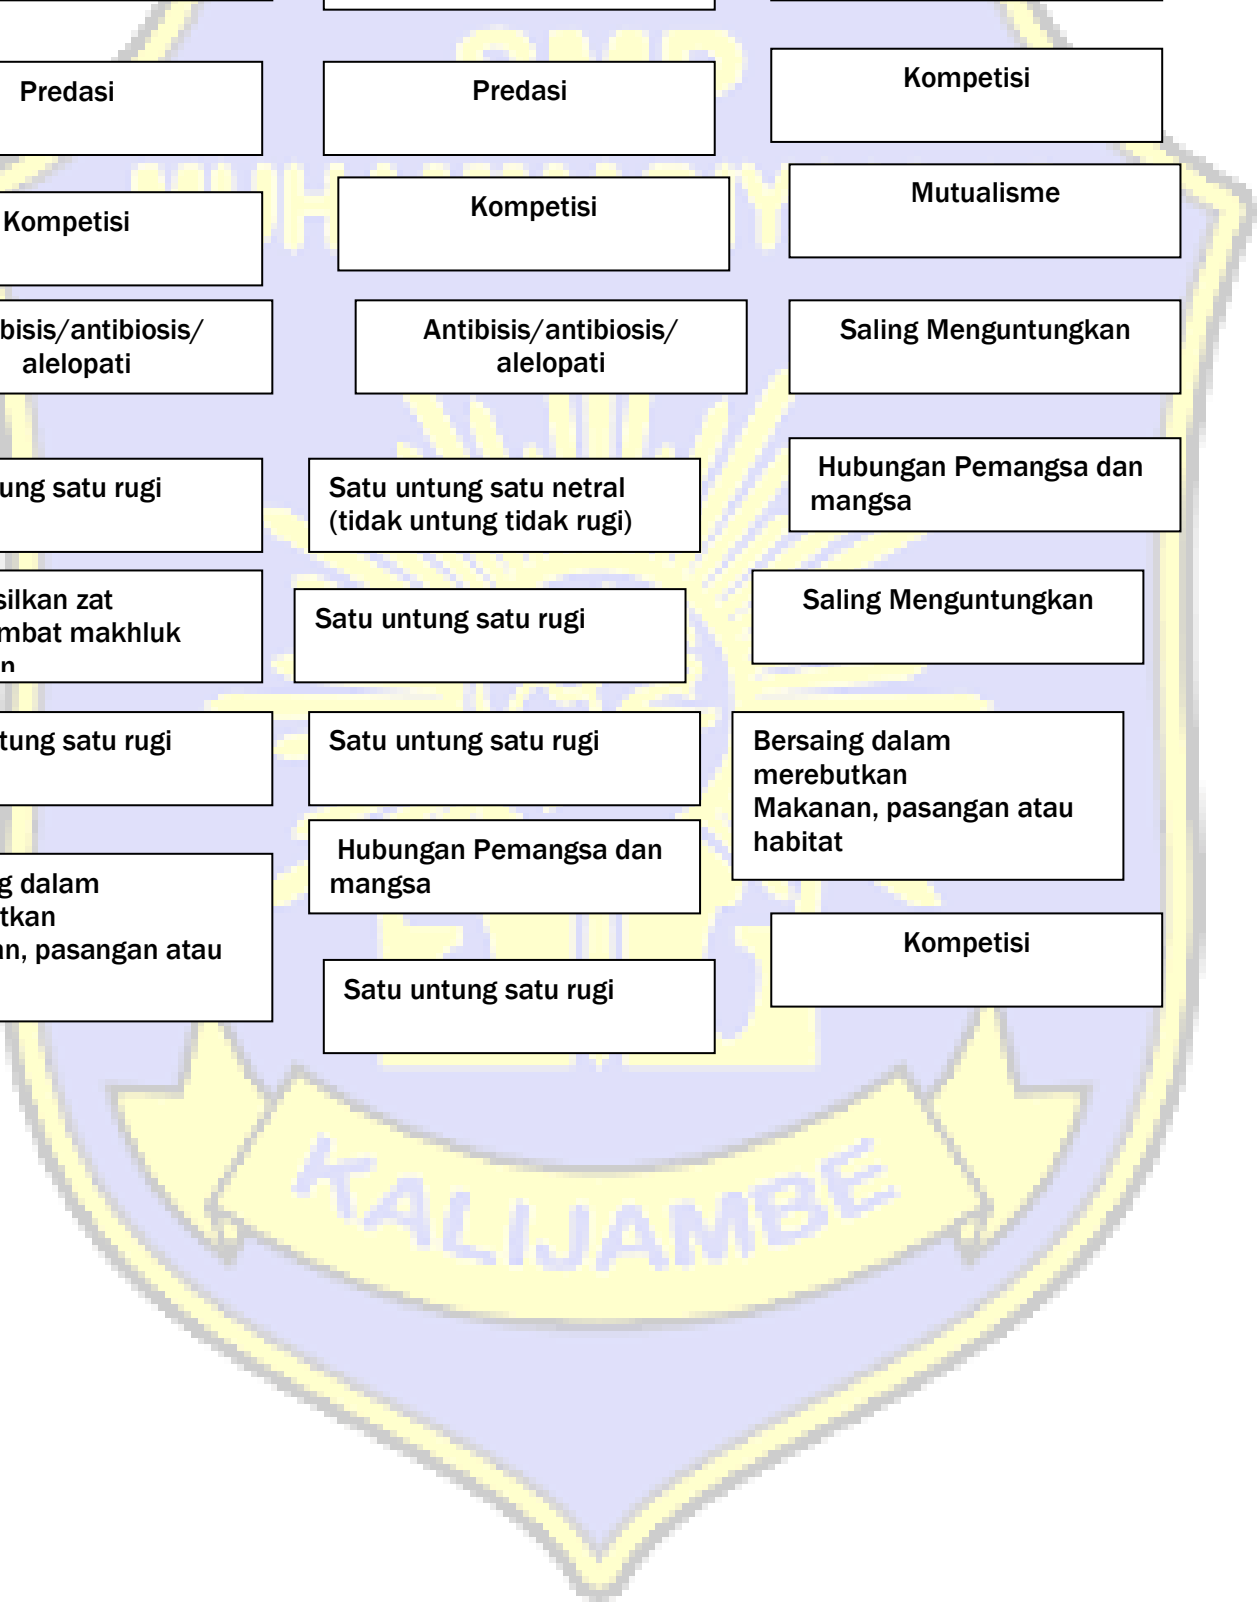 Predasi
Predasi
Kompetisi
Kompetisi
Kompetisi
Mutualisme
bisis/antibiosis/
alelopati
Antibisis/antibiosis/
alelopati
Saling Menguntungkan
ung satu rugi
Satu untung satu netral
(tidak untung tidak rugi)
Hubungan Pemangsa dan
mangsa
silkan zat
mbat makhluk
n
Satu untung satu rugi
Saling Menguntungkan
tung satu rugi
Satu untung satu rugi
Bersaing dalam
merebutkan
Makanan, pasangan atau
habitat
g dalam
tkan
an, pasangan atau
Hubungan Pemangsa dan
mangsa
Satu untung satu rugi
Kompetisi
KALIJAMBE